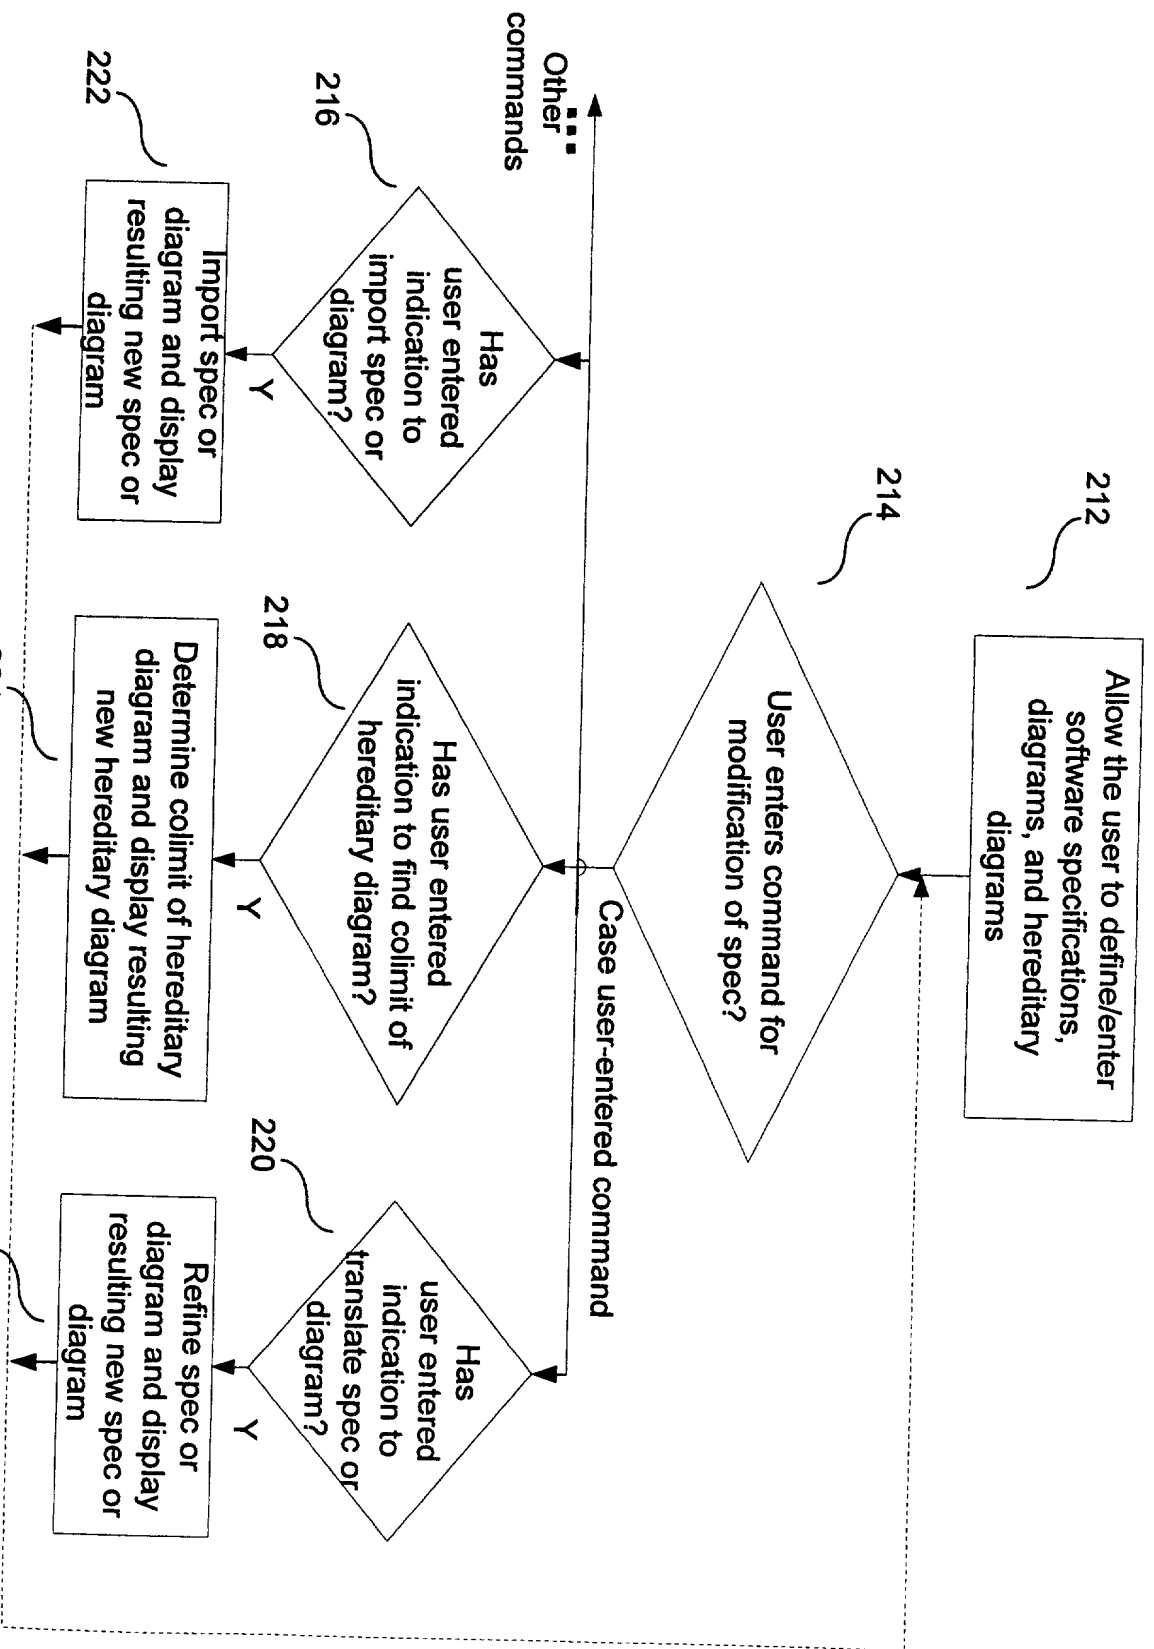 212
Allow the user to define/enter
software specifications,
diagrams, and hereditary
diagrams
214
User enters command for
modification of spec?
Case user-entered command
Other
commands
216
Has
user entered
indication to
import spec or
diagram?
Y
218
Has user entered
indication to find colimit of
hereditary diagram?
Y
220
Has
user entered
indication to
translate spec or
diagram?
Y
222
Import spec or
diagram and display
resulting new spec or
diagram
Determine colimit of hereditary
diagram and display resulting
new hereditary diagram
Refine spec or
diagram and display
resulting new spec or
diagram